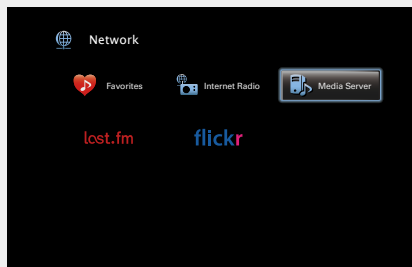 Network
Favorites
Internet Radio
Media Server
last.fm
flickr